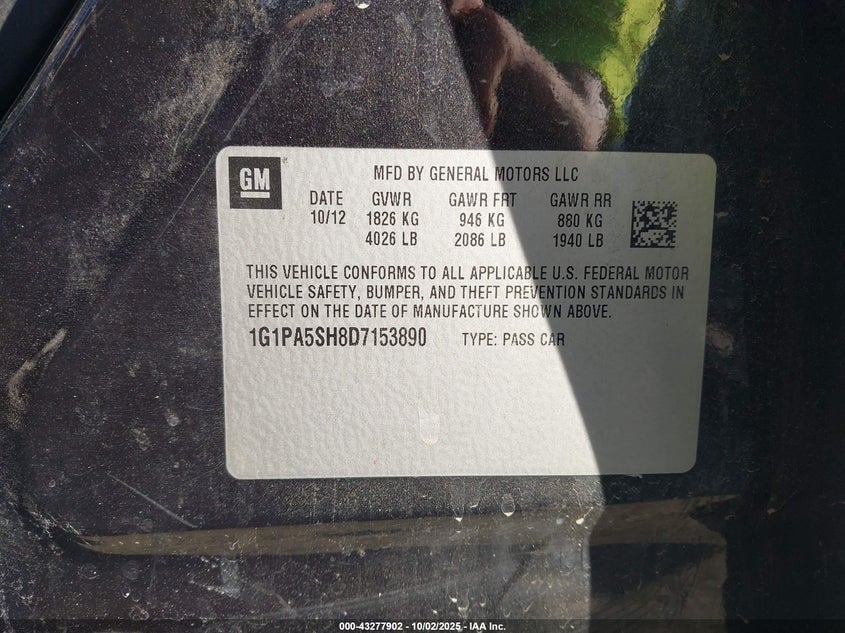 GM
MFD BY GENERAL MOTORS LLC
DATE GVWR GAWR FRT GAWR RR
10/12 1826 KG 946 KG 880 KG
4026 LB 2086 LB 1940 LB
THIS VEHICLE CONFORMS TO ALL APPLICABLE U.S. FEDERAL MOTOR
VEHICLE SAFETY, BUMPER, AND THEFT PREVENTION STANDARDS IN
EFFECT ON THE DATE OF MANUFACTURE SHOWN ABOVE.
1G1PA5SH8D7153890 TYPE: PASS CAR
000-43277902 - 10/02/2025 - IAA Inc.